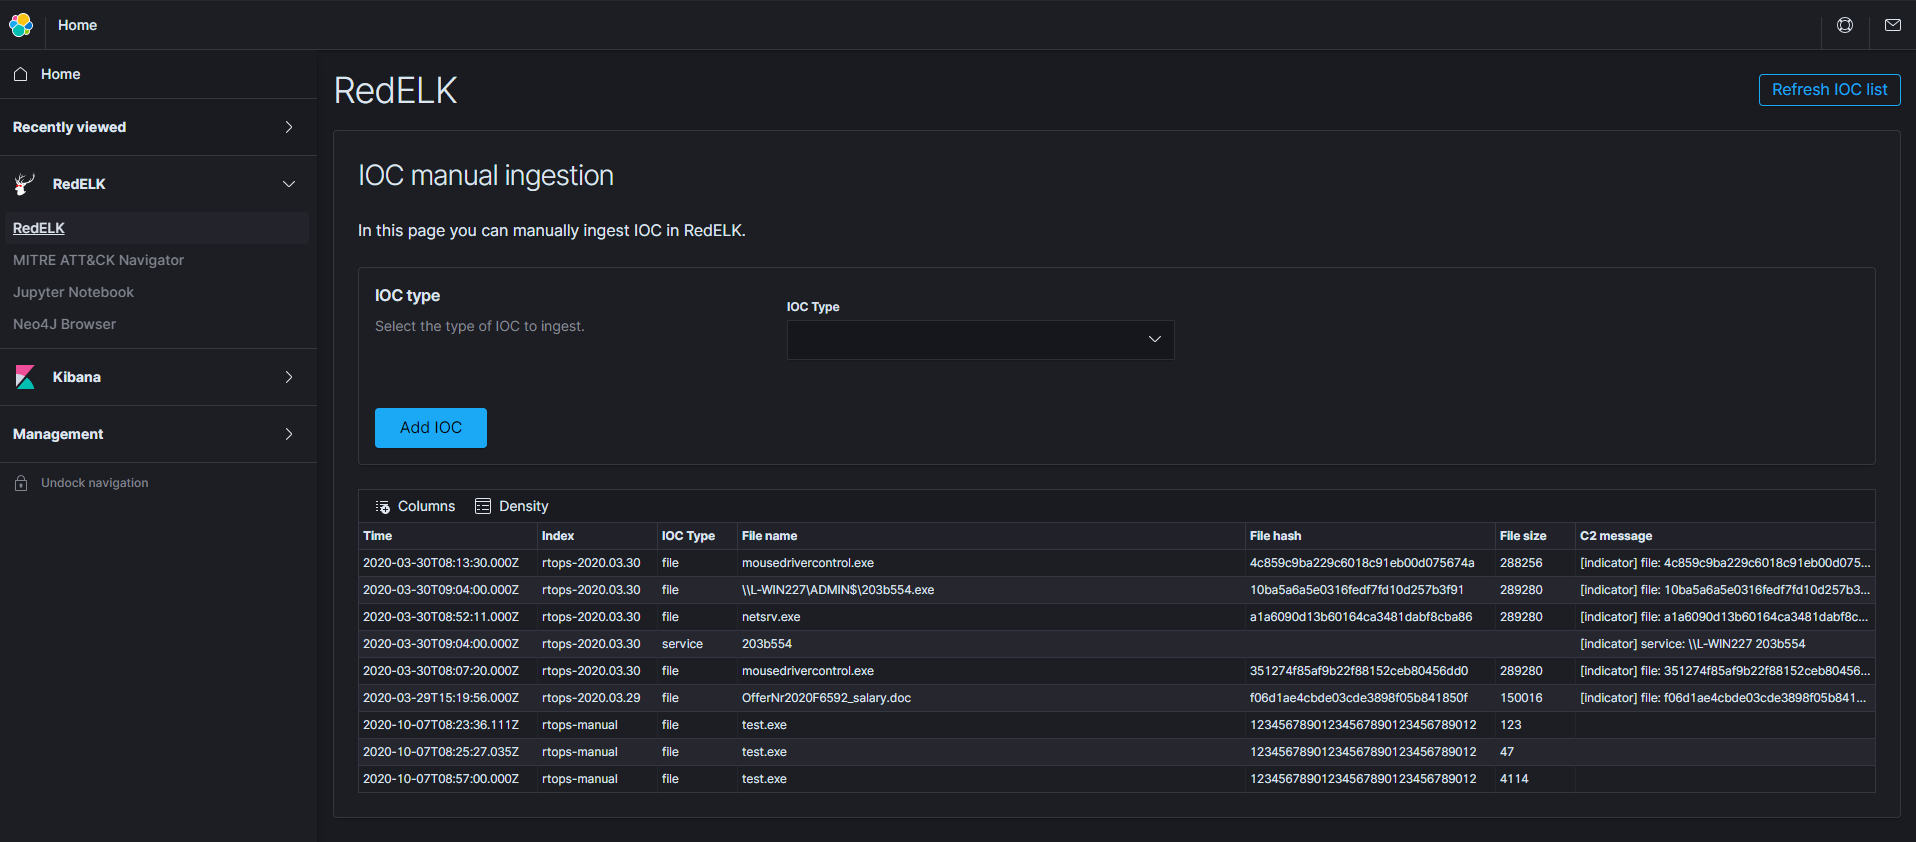 Home
Home
Recently viewed
RedELK
RedELK
MITRE ATT&CK Navigator
Jupyter Notebook
Neo4J Browser
Kibana
Management
Undock navigation
RedELK
Refresh IOC list
IOC manual ingestion
In this page you can manually ingest IOC in RedELK.
IOC type
Select the type of IOC to ingest.
IOC Type
Add IOC
Columns Density
Time Index IOC Type File name File hash File size C2 message
2020-03-30T08:13:30.000Z rtops-2020.03.30 file mousedrivercontrol.exe 4c859c9ba229c6018c91eb00d075674a 288256 [indicator] file: 4c859c9ba229c6018c91eb00d075...
2020-03-30T09:04:00.000Z rtops-2020.03.30 file \\L-WIN227\ADMIN$\203b554.exe 10ba5a6a5e0316fedf7fd10d257b3f91 289280 [indicator] file: 10ba5a6a5e0316fedf7fd10d257b3...
2020-03-30T08:52:11.000Z rtops-2020.03.30 file netsrv.exe a1a6090d13b60164ca3481dabf8cba86 289280 [indicator] file: a1a6090d13b60164ca3481dabf8c...
2020-03-30T09:04:00.000Z rtops-2020.03.30 service 203b554 [indicator] service: \\L-WIN227 203b554
2020-03-30T08:07:20.000Z rtops-2020.03.30 file mousedrivercontrol.exe 351274f85af9b22f88152ceb80456dd0 289280 [indicator] file: 351274f85af9b22f88152ceb80456...
2020-03-29T15:19:56.000Z rtops-2020.03.29 file OfferNr2020F6592_salary.doc f06d1ae4cbde03cde3898f05b841850f 150016 [indicator] file: f06d1ae4cbde03cde3898f05b841...
2020-10-07T08:23:36.111Z rtops-manual file test.exe 12345678901234567890123456789012 123
2020-10-07T08:25:27.035Z rtops-manual file test.exe 12345678901234567890123456789012 47
2020-10-07T08:57:00.000Z rtops-manual file test.exe 12345678901234567890123456789012 4114